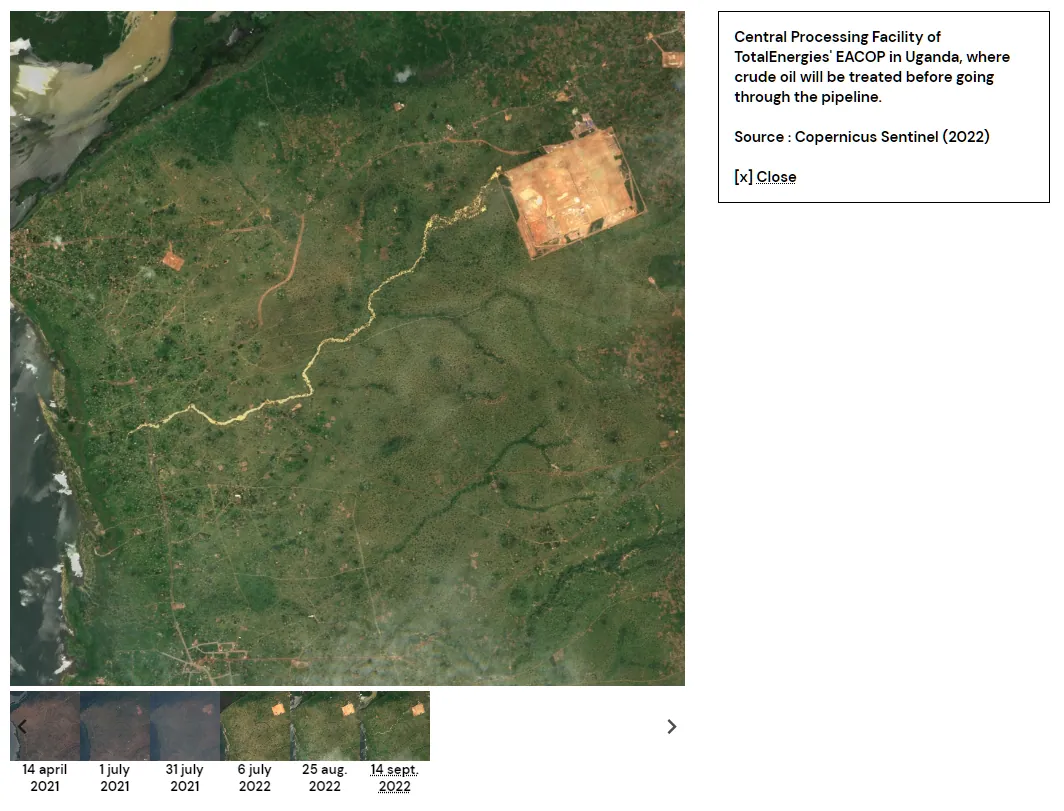 Central Processing Facility of
TotalEnergies' EACOP in Uganda, where
crude oil will be treated before going
through the pipeline.
Source : Copernicus Sentinel (2022)
[x] Close
14 april
2021
1 july
2021
31 july
2021
6 july
2022
25 aug.
2022
14 sept.
2022